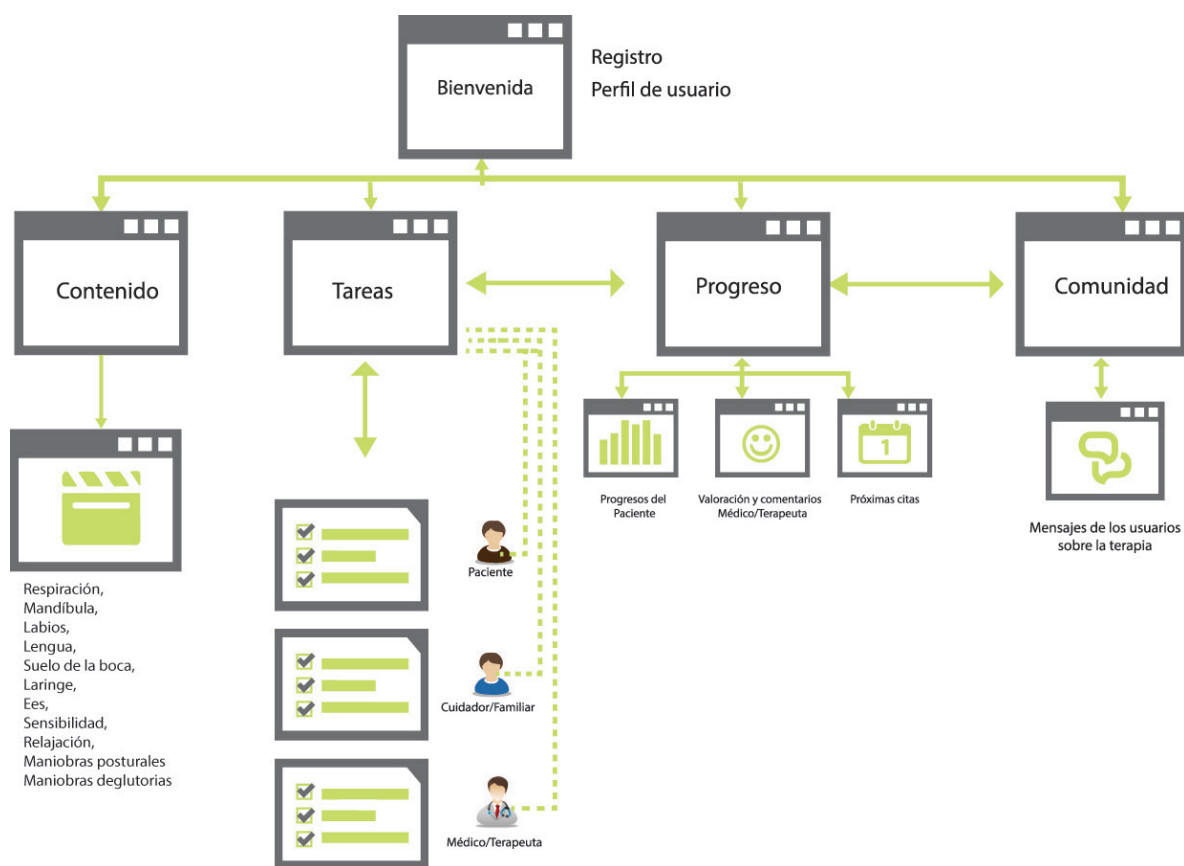 Bienvenida
Registro
Perfil de usuario
Contenido
Tareas
Progreso
Comunidad
1
Progresos del
Paciente
Valoración y comentarios
Médico/Terapeuta
Próximas citas
Mensajes de los usuarios
sobre la terapia
Respiración,
Mandíbula,
Labios,
Lengua,
Suelo de la boca,
Laringe,
Ees,
Sensibilidad,
Relajación,
Maniobras posturales
Maniobras deglutorias
Paciente
Cuidador/Familiar
Médico/Terapeuta